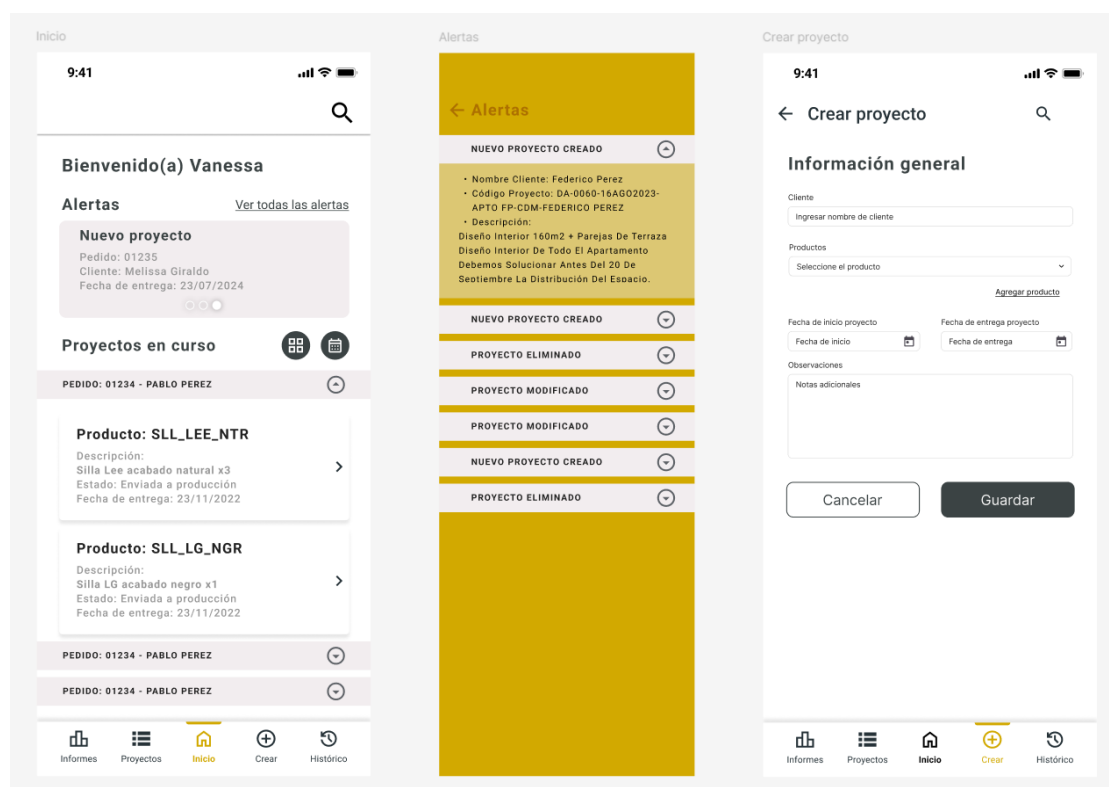 Inicio
9:41
Bienvenido(a) Vanessa
Alertas
Ver todas las alertas
Nuevo proyecto
Pedido: 01235
Cliente: Melissa Giraldo
Fecha de entrega: 23/07/2024
Proyectos en curso
PEDIDO: 01234 - PABLO PEREZ
Producto: SLL_LEE_NTR
Descripción:
Silla Lee acabado natural x3
Estado: Enviada a producción
Fecha de entrega: 23/11/2022
Producto: SLL_LG_NGR
Descripción:
Silla LG acabado negro x1
Estado: Enviada a producción
Fecha de entrega: 23/11/2022
PEDIDO: 01234 - PABLO PEREZ
PEDIDO: 01234 - PABLO PEREZ
Informes
Proyectos
Inicio
Crear
Histórico
Alertas
Alertas
NUEVO PROYECTO CREADO
• Nombre Cliente: Federico Perez
• Código Proyecto: DA-0060-16AGO2023-
APTO FP-CDM-FEDERICO PEREZ
• Descripción:
Diseño Interior 160m2 + Parejas De Terraza
Diseño Interior De Todo El Apartamento
Debemos Solucionar Antes Del 20 De
Septiembre La Distribución Del Espacio.
NUEVO PROYECTO CREADO
PROYECTO ELIMINADO
PROYECTO MODIFICADO
PROYECTO MODIFICADO
NUEVO PROYECTO CREADO
PROYECTO ELIMINADO
Crear proyecto
9:41
Crear proyecto
Información general
Cliente
Ingresar nombre de cliente
Productos
Seleccione el producto
Agregar producto
Fecha de inicio proyecto
Fecha de entrega proyecto
Fecha de inicio
Fecha de entrega
Observaciones
Notas adicionales
Cancelar
Guardar
Informes
Proyectos
Inicio
Crear
Histórico